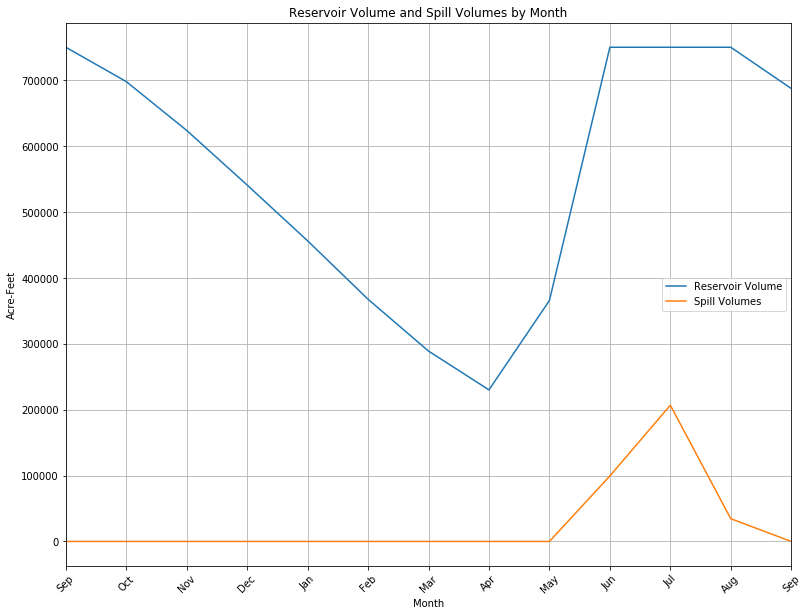 Reservoir Volume and Spill Volumes by Month
Acre-Feet
700000
600000
500000
400000
300000
200000
100000
0
Reservoir Volume
Spill Volumes
Sep Oct Nov Dec Jan Feb Mar Apr May Jun Jul Aug Sep
Month